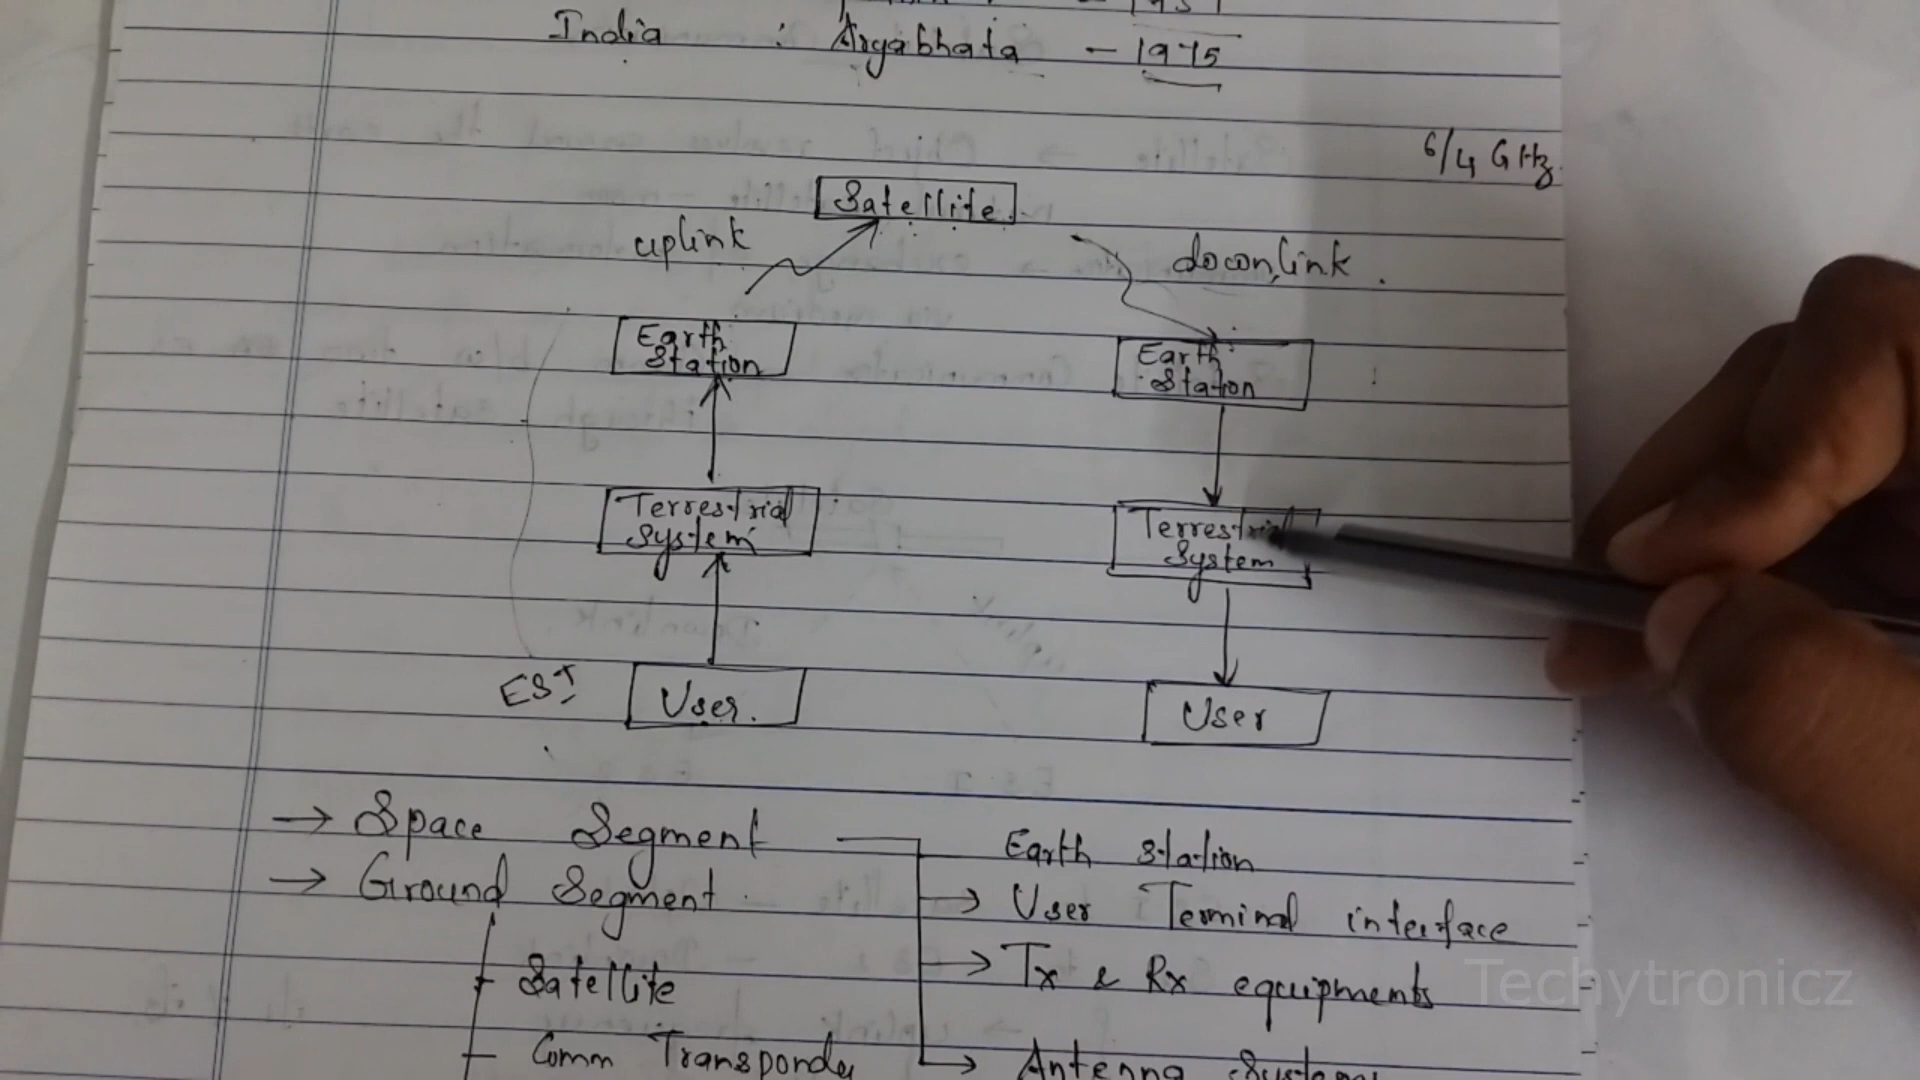 India : Aryabhata - 1975
6/4 GHz
Satellite
uplink
downlink
Earth Station
Earth Station
Terrestrial System
Terrestrial System
EST
User
User
→ Space Segment
→ Ground Segment
Satellite
Comm Transponder
Earth Station
→ User Terminal interface
→ Tx & Rx equipments
→ Antenna Systems
Techytronicz